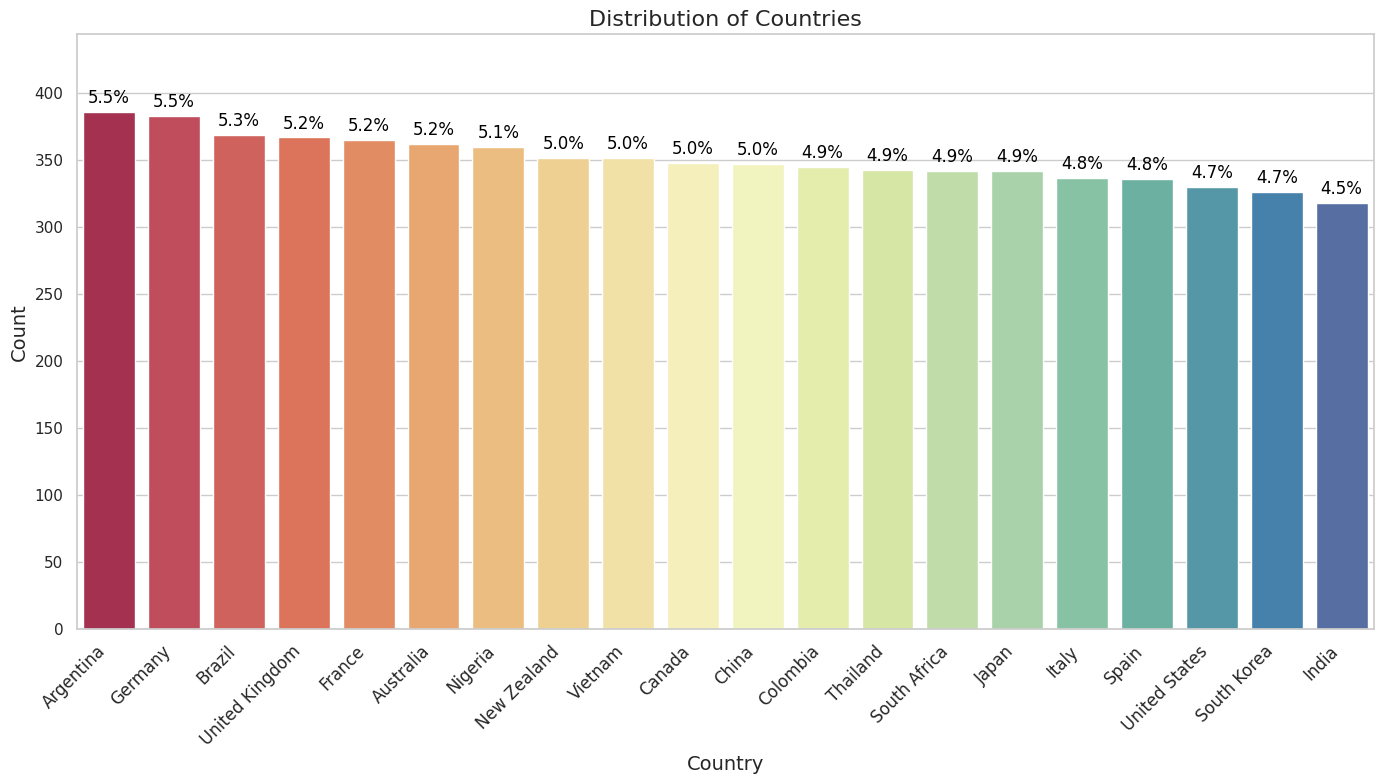 Distribution of Countries
Count
400
350
300
250
200
150
100
50
0
5.5%
5.5%
5.3%
5.2%
5.2%
5.2%
5.1%
5.0%
5.0%
5.0%
5.0%
4.9%
4.9%
4.9%
4.9%
4.8%
4.8%
4.7%
4.7%
4.5%
Argentina
Germany
Brazil
United Kingdom
France
Australia
Nigeria
New Zealand
Vietnam
Canada
China
Colombia
Thailand
South Africa
Japan
Italy
Spain
United States
South Korea
India
Country